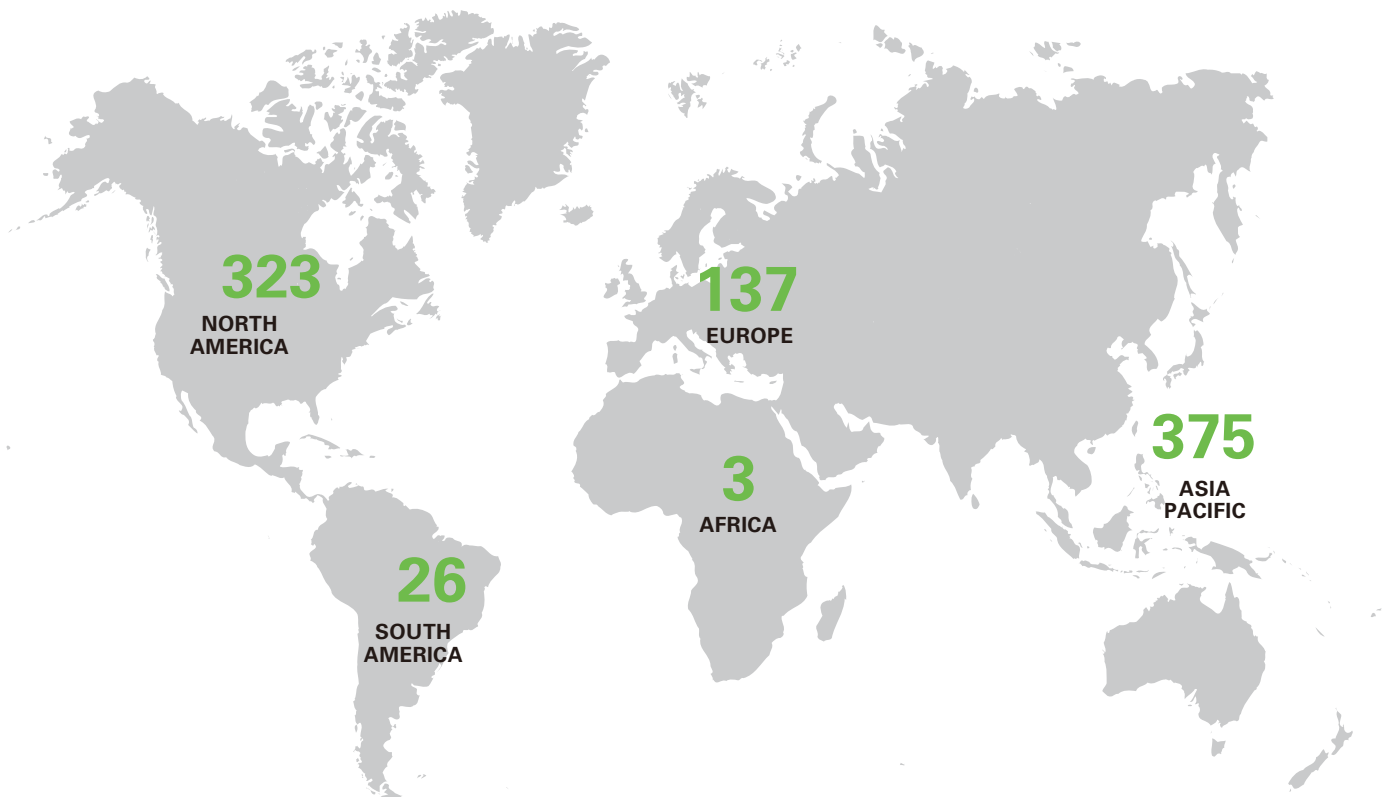 323
NORTH
AMERICA
137
EUROPE
375
ASIA
PACIFIC
3
AFRICA
26
SOUTH
AMERICA